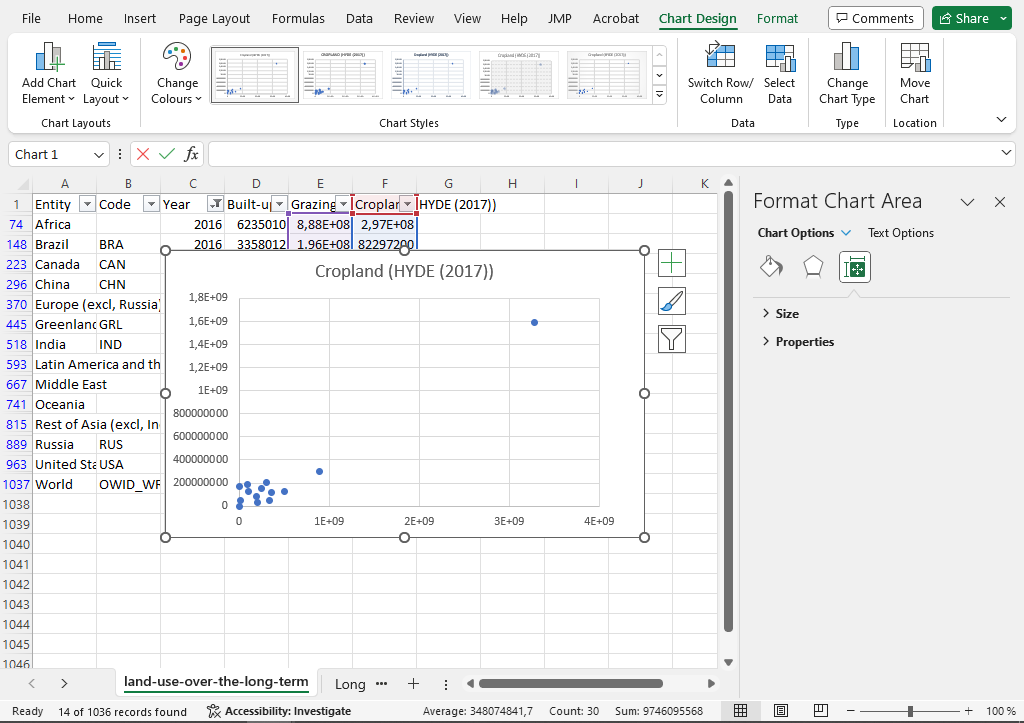 File Home Insert Page Layout Formulas Data Review View Help JMP Acrobat Chart Design Format Comments Share
Add Chart Element
Quick Layout
Change Colours
Switch Row/ Column
Select Data
Change Chart Type
Move Chart
Chart Layouts Chart Styles Data Type Location
Chart 1 fx
A B C D E F G H I J K
1 Entity Code Year Built-up Grazing Croplan HYDE (2017))
74 Africa 2016 6235010 8,88E+08 2,97E+08
148 Brazil BRA 2016 3358012 1,96E+08 82297200
223 Canada CAN
296 China CHN
370 Europe (excl, Russia)
445 Greenland GRL
518 India IND
593 Latin America and th
667 Middle East
741 Oceania
815 Rest of Asia (excl, In
889 Russia RUS
963 United Sta USA
1037 World OWID_WR
1038
1039
1040
1041
1042
1043
1044
1045
1046
Cropland (HYDE (2017))
1,8E+09
1,6E+09
1,4E+09
1,2E+09
1E+09
800000000
600000000
400000000
200000000
0
0 1E+09 2E+09 3E+09 4E+09
Format Chart Area
Chart Options Text Options
Size
Properties
land-use-over-the-long-term Long ···
Ready 14 of 1036 records found Accessibility: Investigate Average: 348074841,7 Count: 30 Sum: 9746095568 100 %